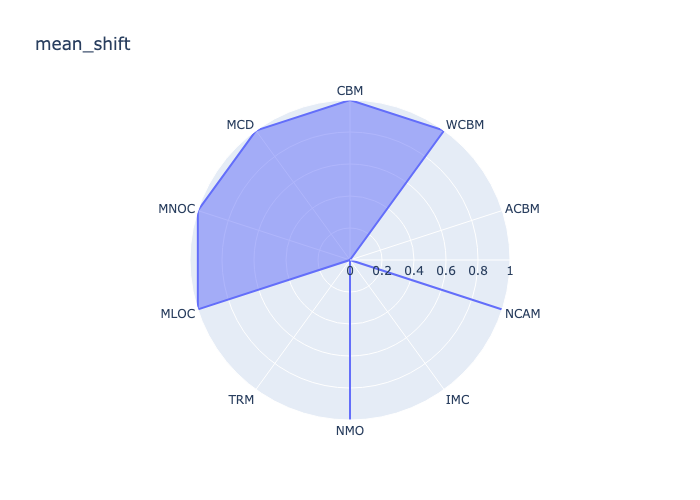 mean_shift
CBM
MCD
WCBM
MNOC
ACBM
0 0.2 0.4 0.6 0.8 1
MLOC
NCAM
TRM
IMC
NMO